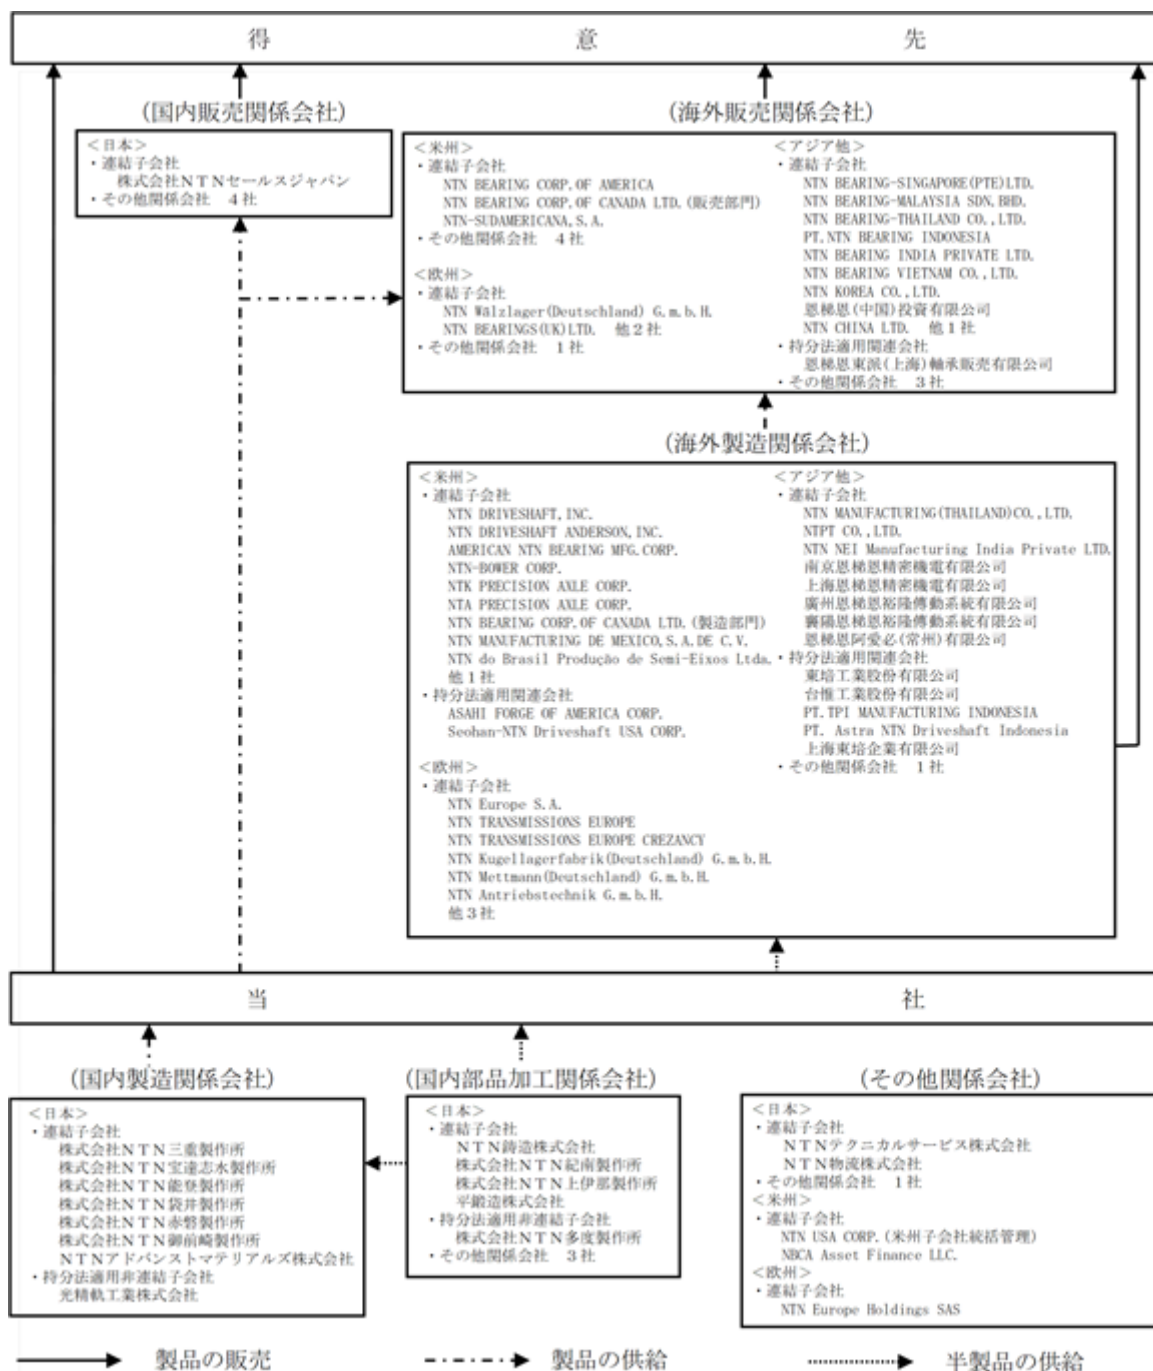 得意先
(国内販売関係会社)
<日本>
・連結子会社
株式会社NTNセールスジャパン
・その他関係会社 4社
(海外販売関係会社)
<米州>
・連結子会社
NTN BEARING CORP.OF AMERICA
NTN BEARING CORP.OF CANADA LTD.(販売部門)
NTN-SUDAMERICANA,S.A.
・その他関係会社 4社
<欧州>
・連結子会社
NTN Wälzlager(Deutschland) G.m.b.H.
NTN BEARINGS(UK)LTD. 他2社
・その他関係会社 1社
<アジア他>
・連結子会社
NTN BEARING-SINGAPORE(PTE)LTD.
NTN BEARING-MALAYSIA SDN.BHD.
NTN BEARING-THAILAND CO.,LTD.
PT.NTN BEARING INDONESIA
NTN BEARING INDIA PRIVATE LTD.
NTN BEARING VIETNAM CO.,LTD.
NTN KOREA CO.,LTD.
恩梯恩(中国)投資有限公司
NTN CHINA LTD. 他1社
・持分法適用関連会社
恩梯恩東派(上海)軸承販売有限公司
・その他関係会社 3社
(海外製造関係会社)
<米州>
・連結子会社
NTN DRIVESHAFT,INC.
NTN DRIVESHAFT ANDERSON,INC.
AMERICAN NTN BEARING MFG.CORP.
NTN-BOWER CORP.
NTK PRECISION AXLE CORP.
NTA PRECISION AXLE CORP.
NTN BEARING CORP.OF CANADA LTD.(製造部門)
NTN MANUFACTURING DE MEXICO,S.A.DE C.V.
NTN do Brasil Produção de Semi-Eixos Ltda.
他1社
・持分法適用関連会社
ASAHI FORGE OF AMERICA CORP.
Seohan-NTN Driveshaft USA CORP.
<欧州>
・連結子会社
NTN Europe S.A.
NTN TRANSMISSIONS EUROPE
NTN TRANSMISSIONS EUROPE CREZANCY
NTN Kugellagerfabrik(Deutschland) G.m.b.H.
NTN Mettmann(Deutschland) G.m.b.H.
NTN Antriebstechnik G.m.b.H.
他3社
<アジア他>
・連結子会社
NTN MANUFACTURING(THAILAND)CO.,LTD.
NTPT CO.,LTD.
NTN NEI Manufacturing India Private LTD.
南京恩梯恩精密機電有限公司
上海恩梯恩精密機電有限公司
廣州恩梯恩裕隆傳動系統有限公司
襄陽恩梯恩裕隆傳動系統有限公司
恩梯恩阿愛必(常州)有限公司
・持分法適用関連会社
東培工業股份有限公司
台惟工業股份有限公司
PT.TPI MANUFACTURING INDONESIA
PT. Astra NTN Driveshaft Indonesia
上海東培企業有限公司
・その他関係会社 1社
当社
(国内製造関係会社)
<日本>
・連結子会社
株式会社NTN三重製作所
株式会社NTN宝達志水製作所
株式会社NTN能登製作所
株式会社NTN袋井製作所
株式会社NTN赤磐製作所
株式会社NTN御前崎製作所
NTNアドバンストマテリアルズ株式会社
・持分法適用非連結子会社
光精軌工業株式会社
(国内部品加工関係会社)
<日本>
・連結子会社
NTN鋳造株式会社
株式会社NTN紀南製作所
株式会社NTN上伊那製作所
平鍛造株式会社
・持分法適用非連結子会社
株式会社NTN多度製作所
・その他関係会社 3社
(その他関係会社)
<日本>
・連結子会社
NTNテクニカルサービス株式会社
NTN物流株式会社
・その他関係会社 1社
<米州>
・連結子会社
NTN USA CORP.(米州子会社統括管理)
NBCA Asset Finance LLC.
<欧州>
・連結子会社
NTN Europe Holdings SAS
製品の販売
製品の供給
半製品の供給